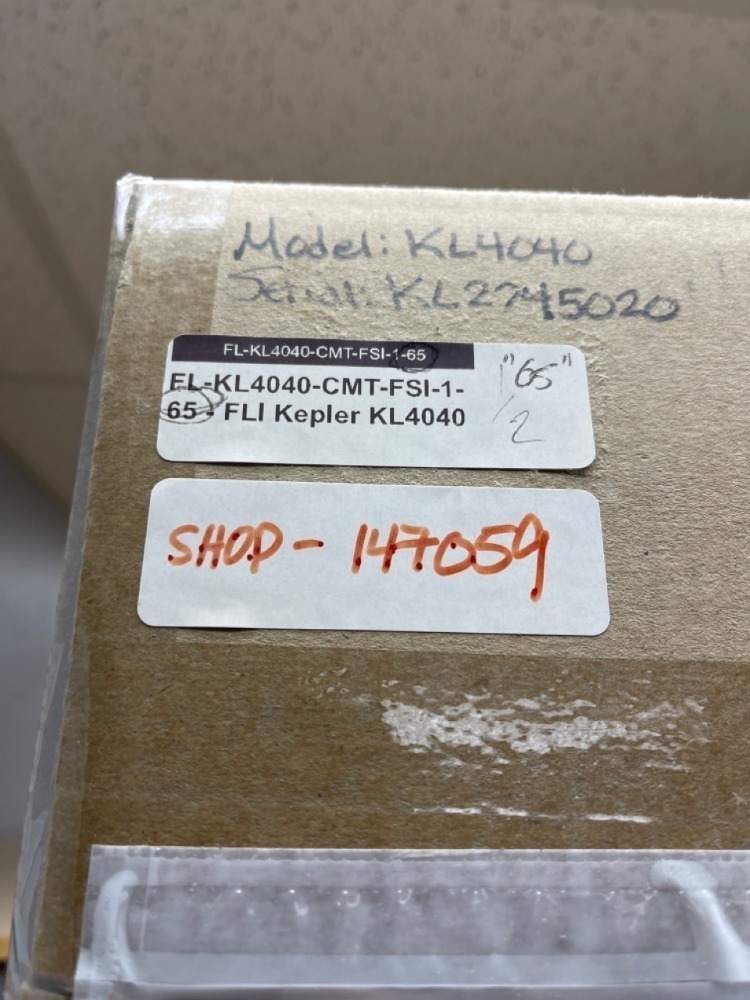 Model: KL4040
Serial: KL2745020
FL-KL4040-CMT-FSI-1-65
FL-KL4040-CMT-FSI-1-
65 - FLI Kepler KL4040
"65"
1/2
SHOP - 147059